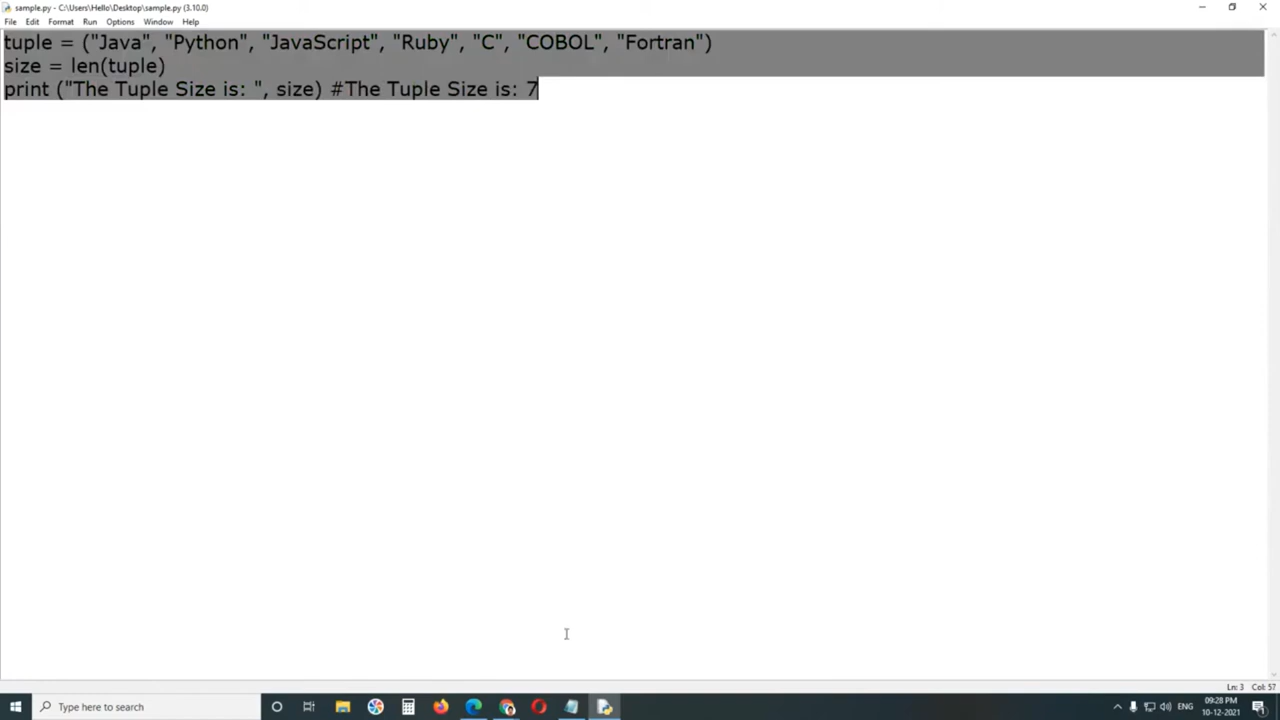 sample.py - C:\Users\Hello\Desktop\sample.py (3.10.0)
File Edit Format Run Options Window Help
tuple = ("Java", "Python", "JavaScript", "Ruby", "C", "COBOL", "Fortran")
size = len(tuple)
print ("The Tuple Size is: ", size) #The Tuple Size is: 7
Ln: 3 Col: 57
Type here to search
ENG
09:28 PM
10-12-2021
1